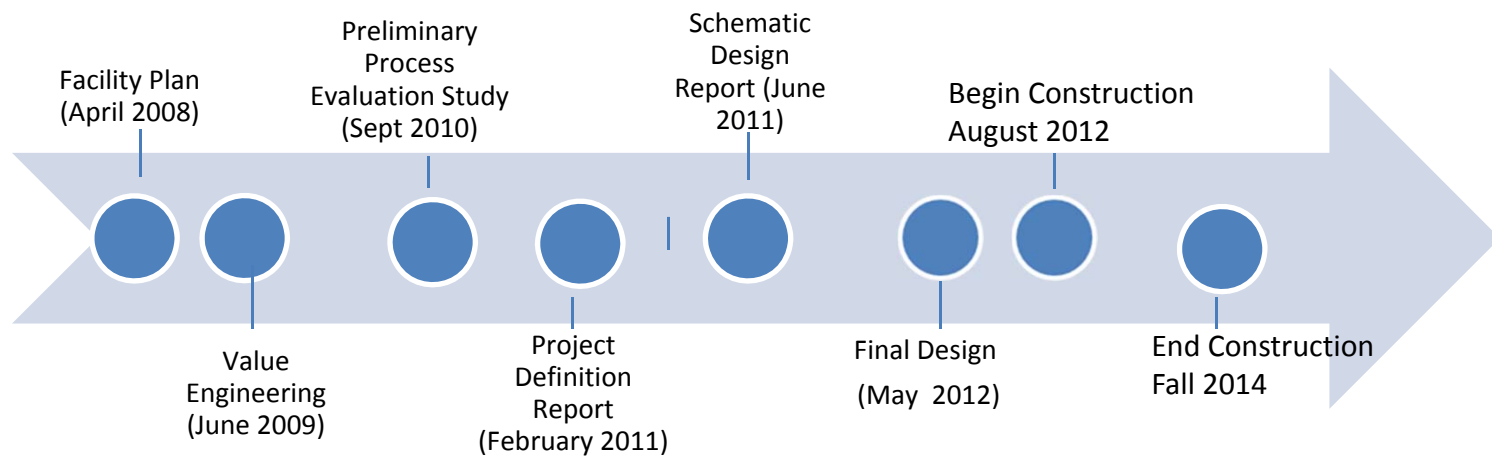 Facility Plan
(April 2008)
Value
Engineering
(June 2009)
Preliminary
Process
Evaluation Study
(Sept 2010)
Project
Definition
Report
(February 2011)
Schematic
Design
Report (June
2011)
Final Design
(May 2012)
Begin Construction
August 2012
End Construction
Fall 2014